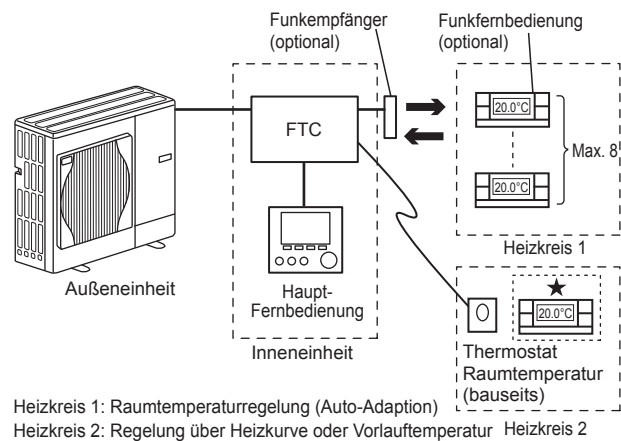 Funkempfänger
(optional)
Funkfernbedienung
(optional)
FTC
20.0°C
Max. 8
20.0°C
Heizkreis 1
Außeneinheit
Haupt-
Fernbedienung
Inneneinheit
20.0°C
Thermostat
Raumtemperatur
(bauseits)
Heizkreis 1: Raumtemperaturregelung (Auto-Adaption)
Heizkreis 2: Regelung über Heizkurve oder Vorlauftemperatur
Heizkreis 2